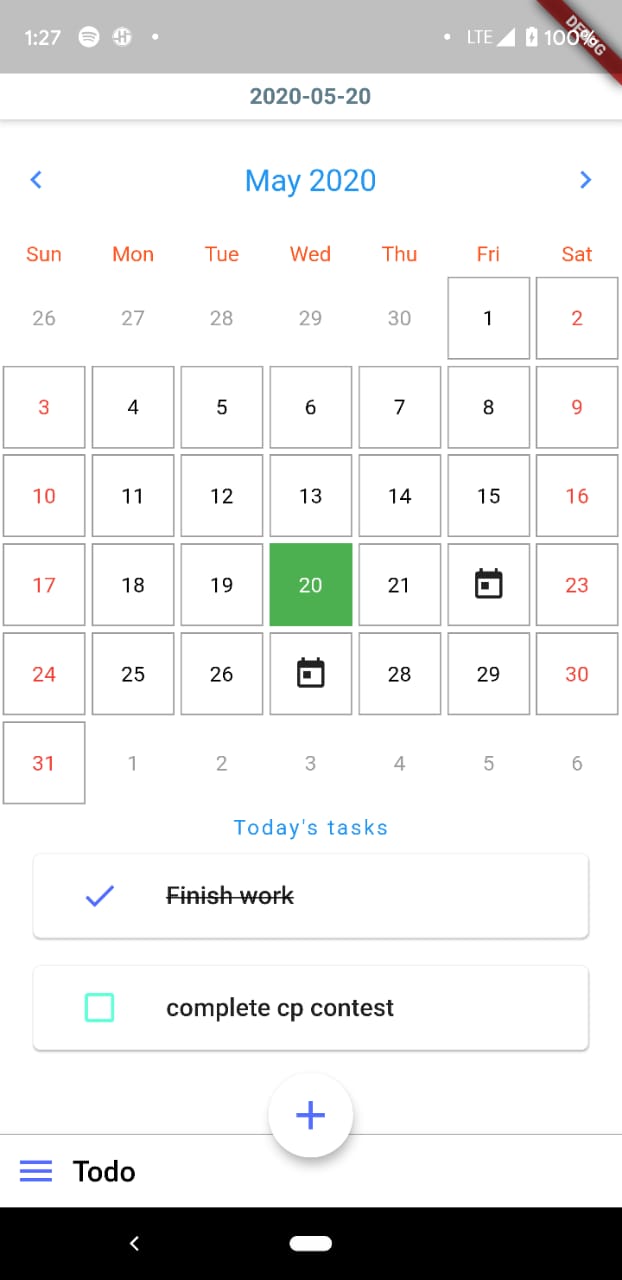 1:27 LTE 100%
DEBUG
2020-05-20
May 2020
Sun Mon Tue Wed Thu Fri Sat
26 27 28 29 30 1 2
3 4 5 6 7 8 9
10 11 12 13 14 15 16
17 18 19 20 21 23
24 25 26 28 29 30
31 1 2 3 4 5 6
Today's tasks
Finish work
complete cp contest
Todo